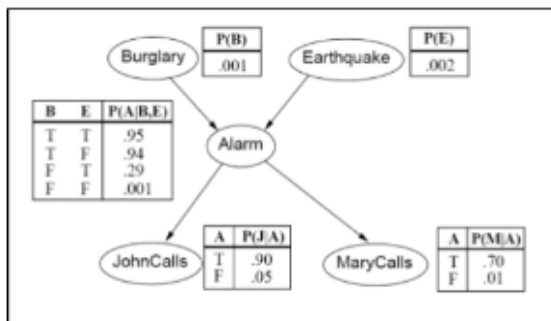 Burglary
P(B)
.001
Earthquake
P(E)
.002
B E P(A|B,E)
T T .95
T F .94
F T .29
F F .001
Alarm
JohnCalls
A P(J|A)
T .90
F .05
MaryCalls
A P(M|A)
T .70
F .01